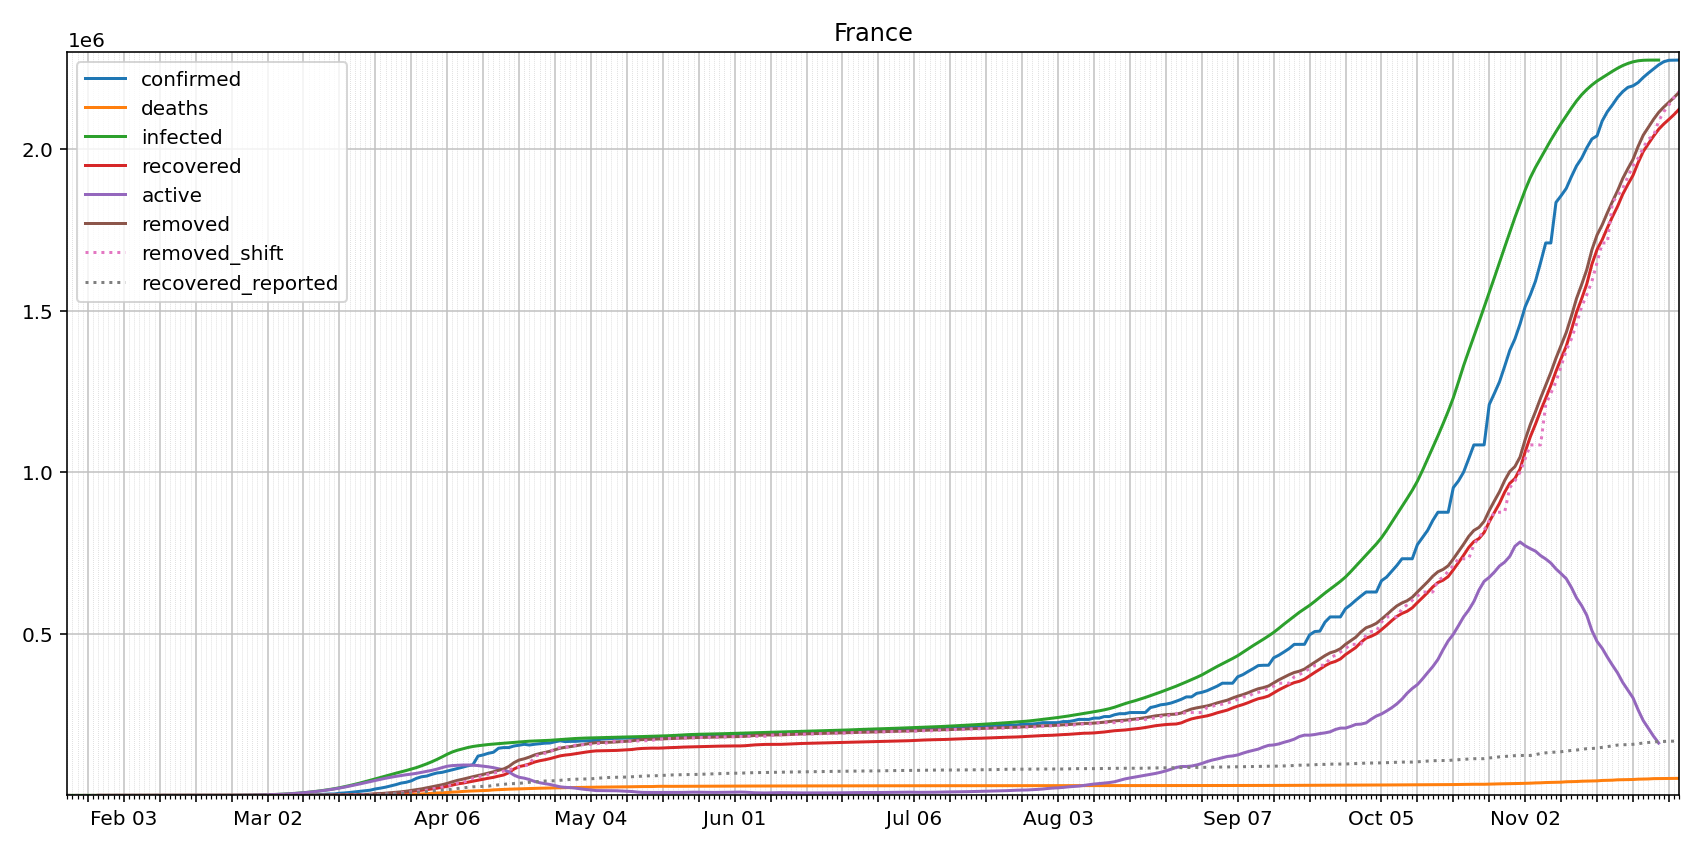 France
1e6
confirmed
deaths
infected
recovered
active
removed
removed_shift
recovered_reported
2.0
1.5
1.0
0.5
Feb 03 Mar 02 Apr 06 May 04 Jun 01 Jul 06 Aug 03 Sep 07 Oct 05 Nov 02